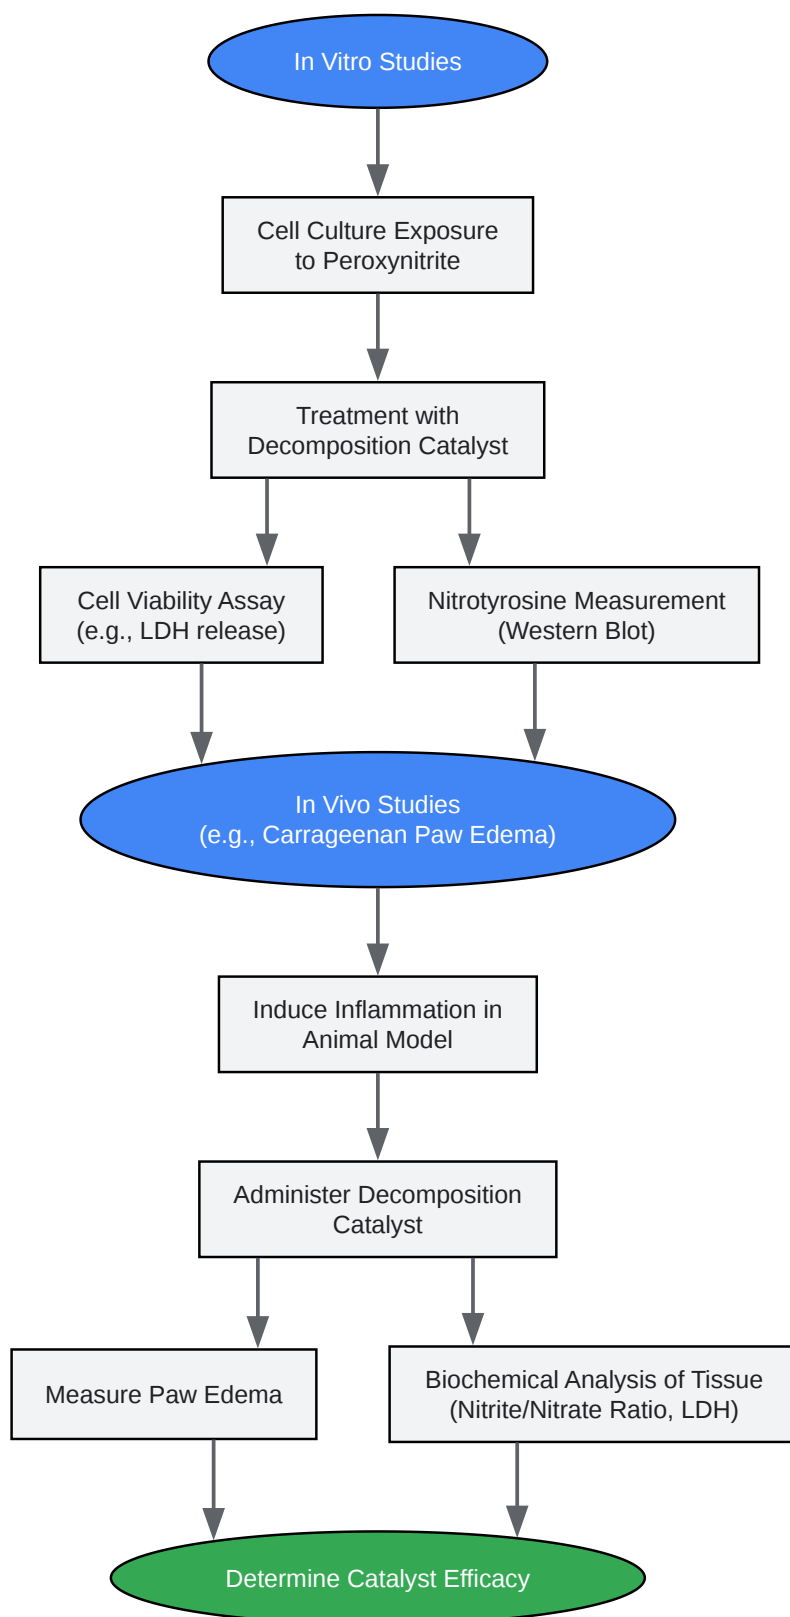 In Vitro Studies
Cell Culture Exposure
to Peroxynitrite
Treatment with
Decomposition Catalyst
Cell Viability Assay
(e.g., LDH release)
Nitrotyrosine Measurement
(Western Blot)
In Vivo Studies
(e.g., Carrageenan Paw Edema)
Induce Inflammation in
Animal Model
Administer Decomposition
Catalyst
Measure Paw Edema
Biochemical Analysis of Tissue
(Nitrite/Nitrate Ratio, LDH)
Determine Catalyst Efficacy